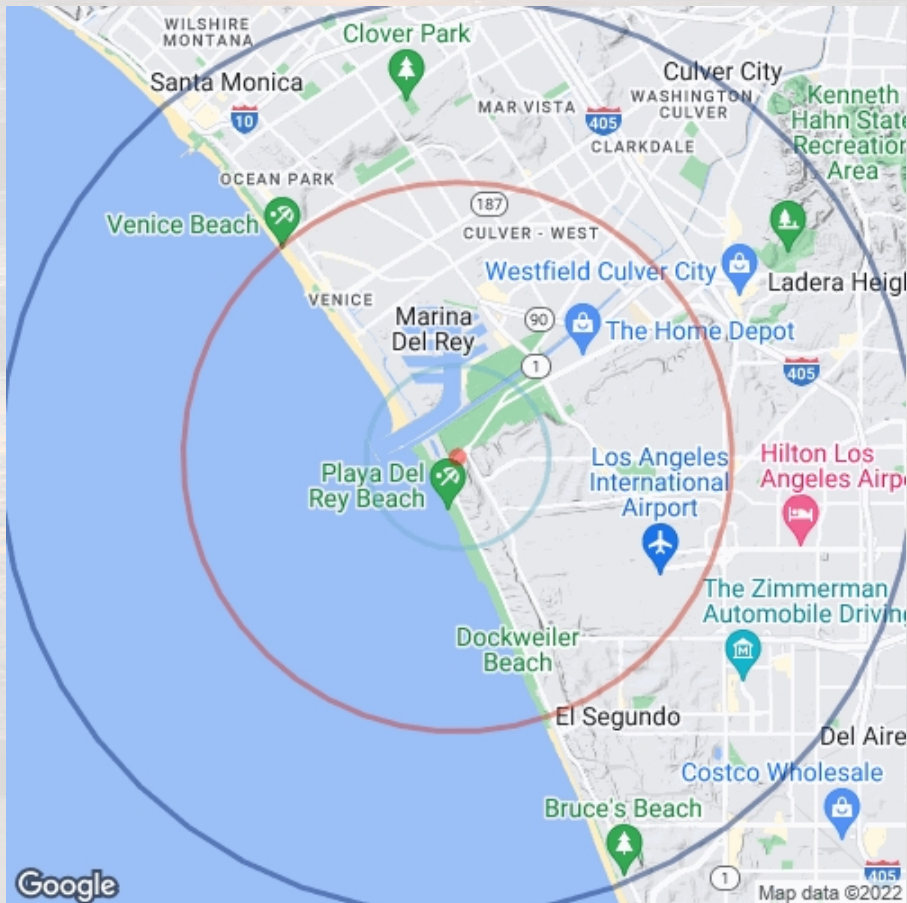 WILSHIRE
MONTANA
Clover Park
Santa Monica
Culver City
10
MAR VISTA
405
WASHINGTON
CULVER
Kenneth
Hahn State
Recreation
Area
CLARKDALE
OCEAN PARK
187
Venice Beach
CULVER - WEST
Westfield Culver City
Ladera Heigh
VENICE
Marina
Del Rey
90
The Home Depot
1
405
Playa Del
Rey Beach
Los Angeles
International
Airport
Hilton Los
Angeles Airpo
The Zimmerman
Automobile Driving
M
Dockweiler
Beach
El Segundo
Del Aire
Costco Wholesale
Bruce's Beach
1
405
Google
Map data ©2022